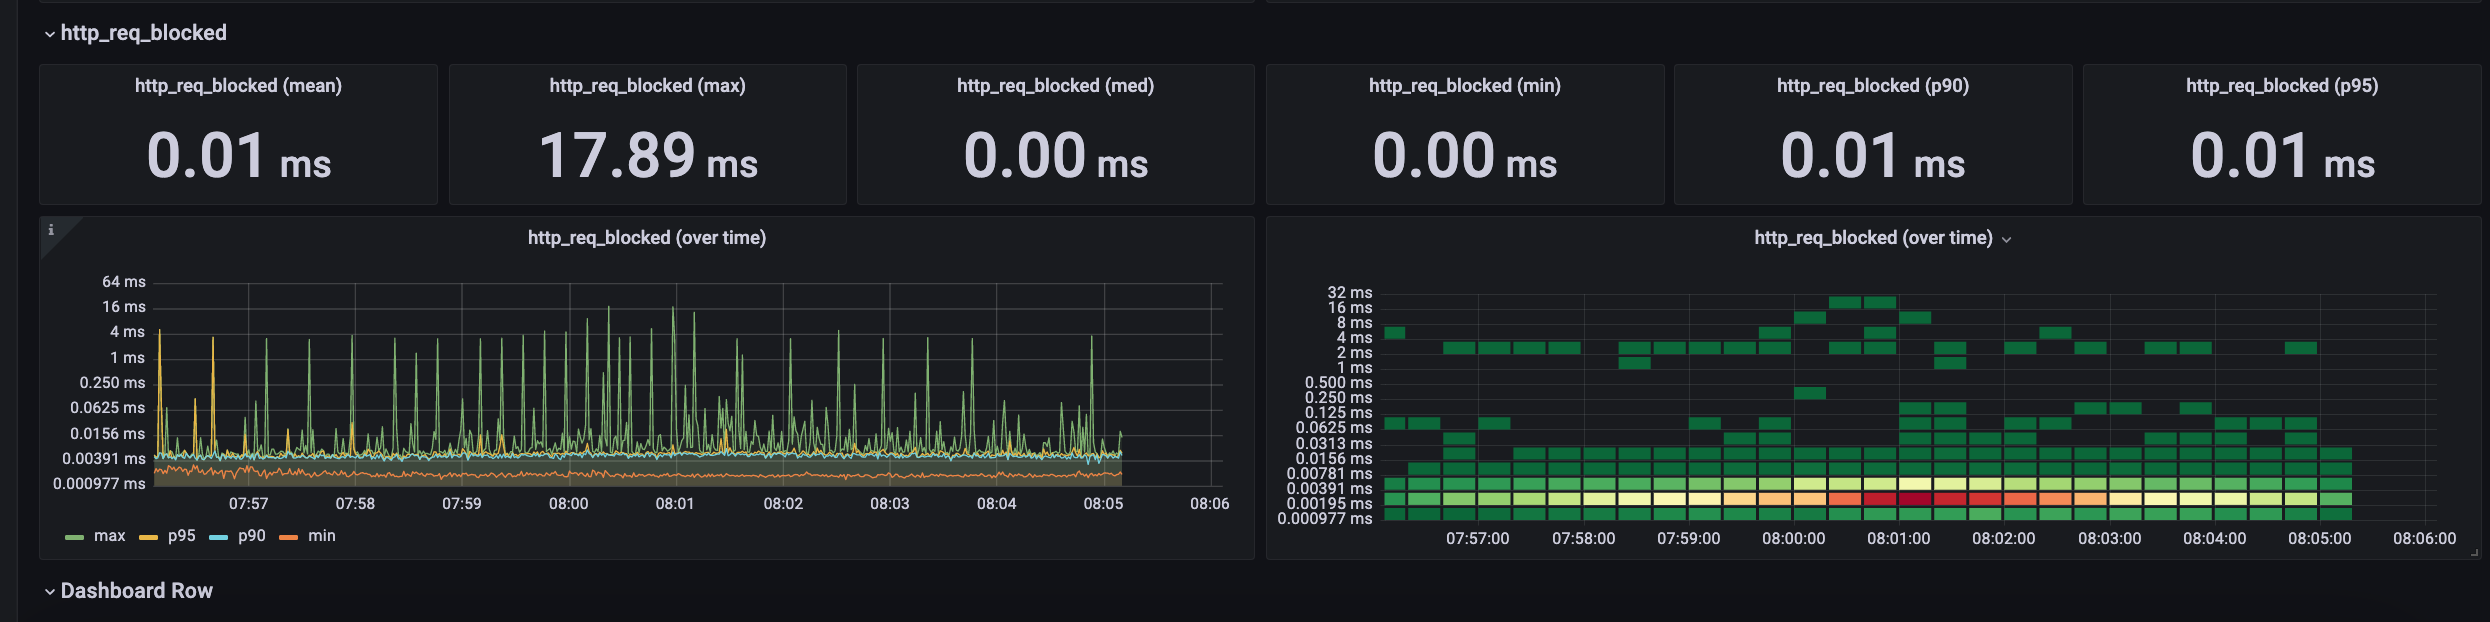 http_req_blocked
http_req_blocked (mean)
0.01 ms
http_req_blocked (max)
17.89 ms
http_req_blocked (med)
0.00 ms
http_req_blocked (min)
0.00 ms
http_req_blocked (p90)
0.01 ms
http_req_blocked (p95)
0.01 ms
i
http_req_blocked (over time)
64 ms
16 ms
4 ms
1 ms
0.250 ms
0.0625 ms
0.0156 ms
0.00391 ms
0.000977 ms
07:57 07:58 07:59 08:00 08:01 08:02 08:03 08:04 08:05 08:06
max p95 p90 min
http_req_blocked (over time)
32 ms
16 ms
8 ms
4 ms
2 ms
1 ms
0.500 ms
0.250 ms
0.125 ms
0.0625 ms
0.0313 ms
0.0156 ms
0.00781 ms
0.00391 ms
0.00195 ms
0.000977 ms
07:57:00 07:58:00 07:59:00 08:00:00 08:01:00 08:02:00 08:03:00 08:04:00 08:05:00 08:06:00
Dashboard Row